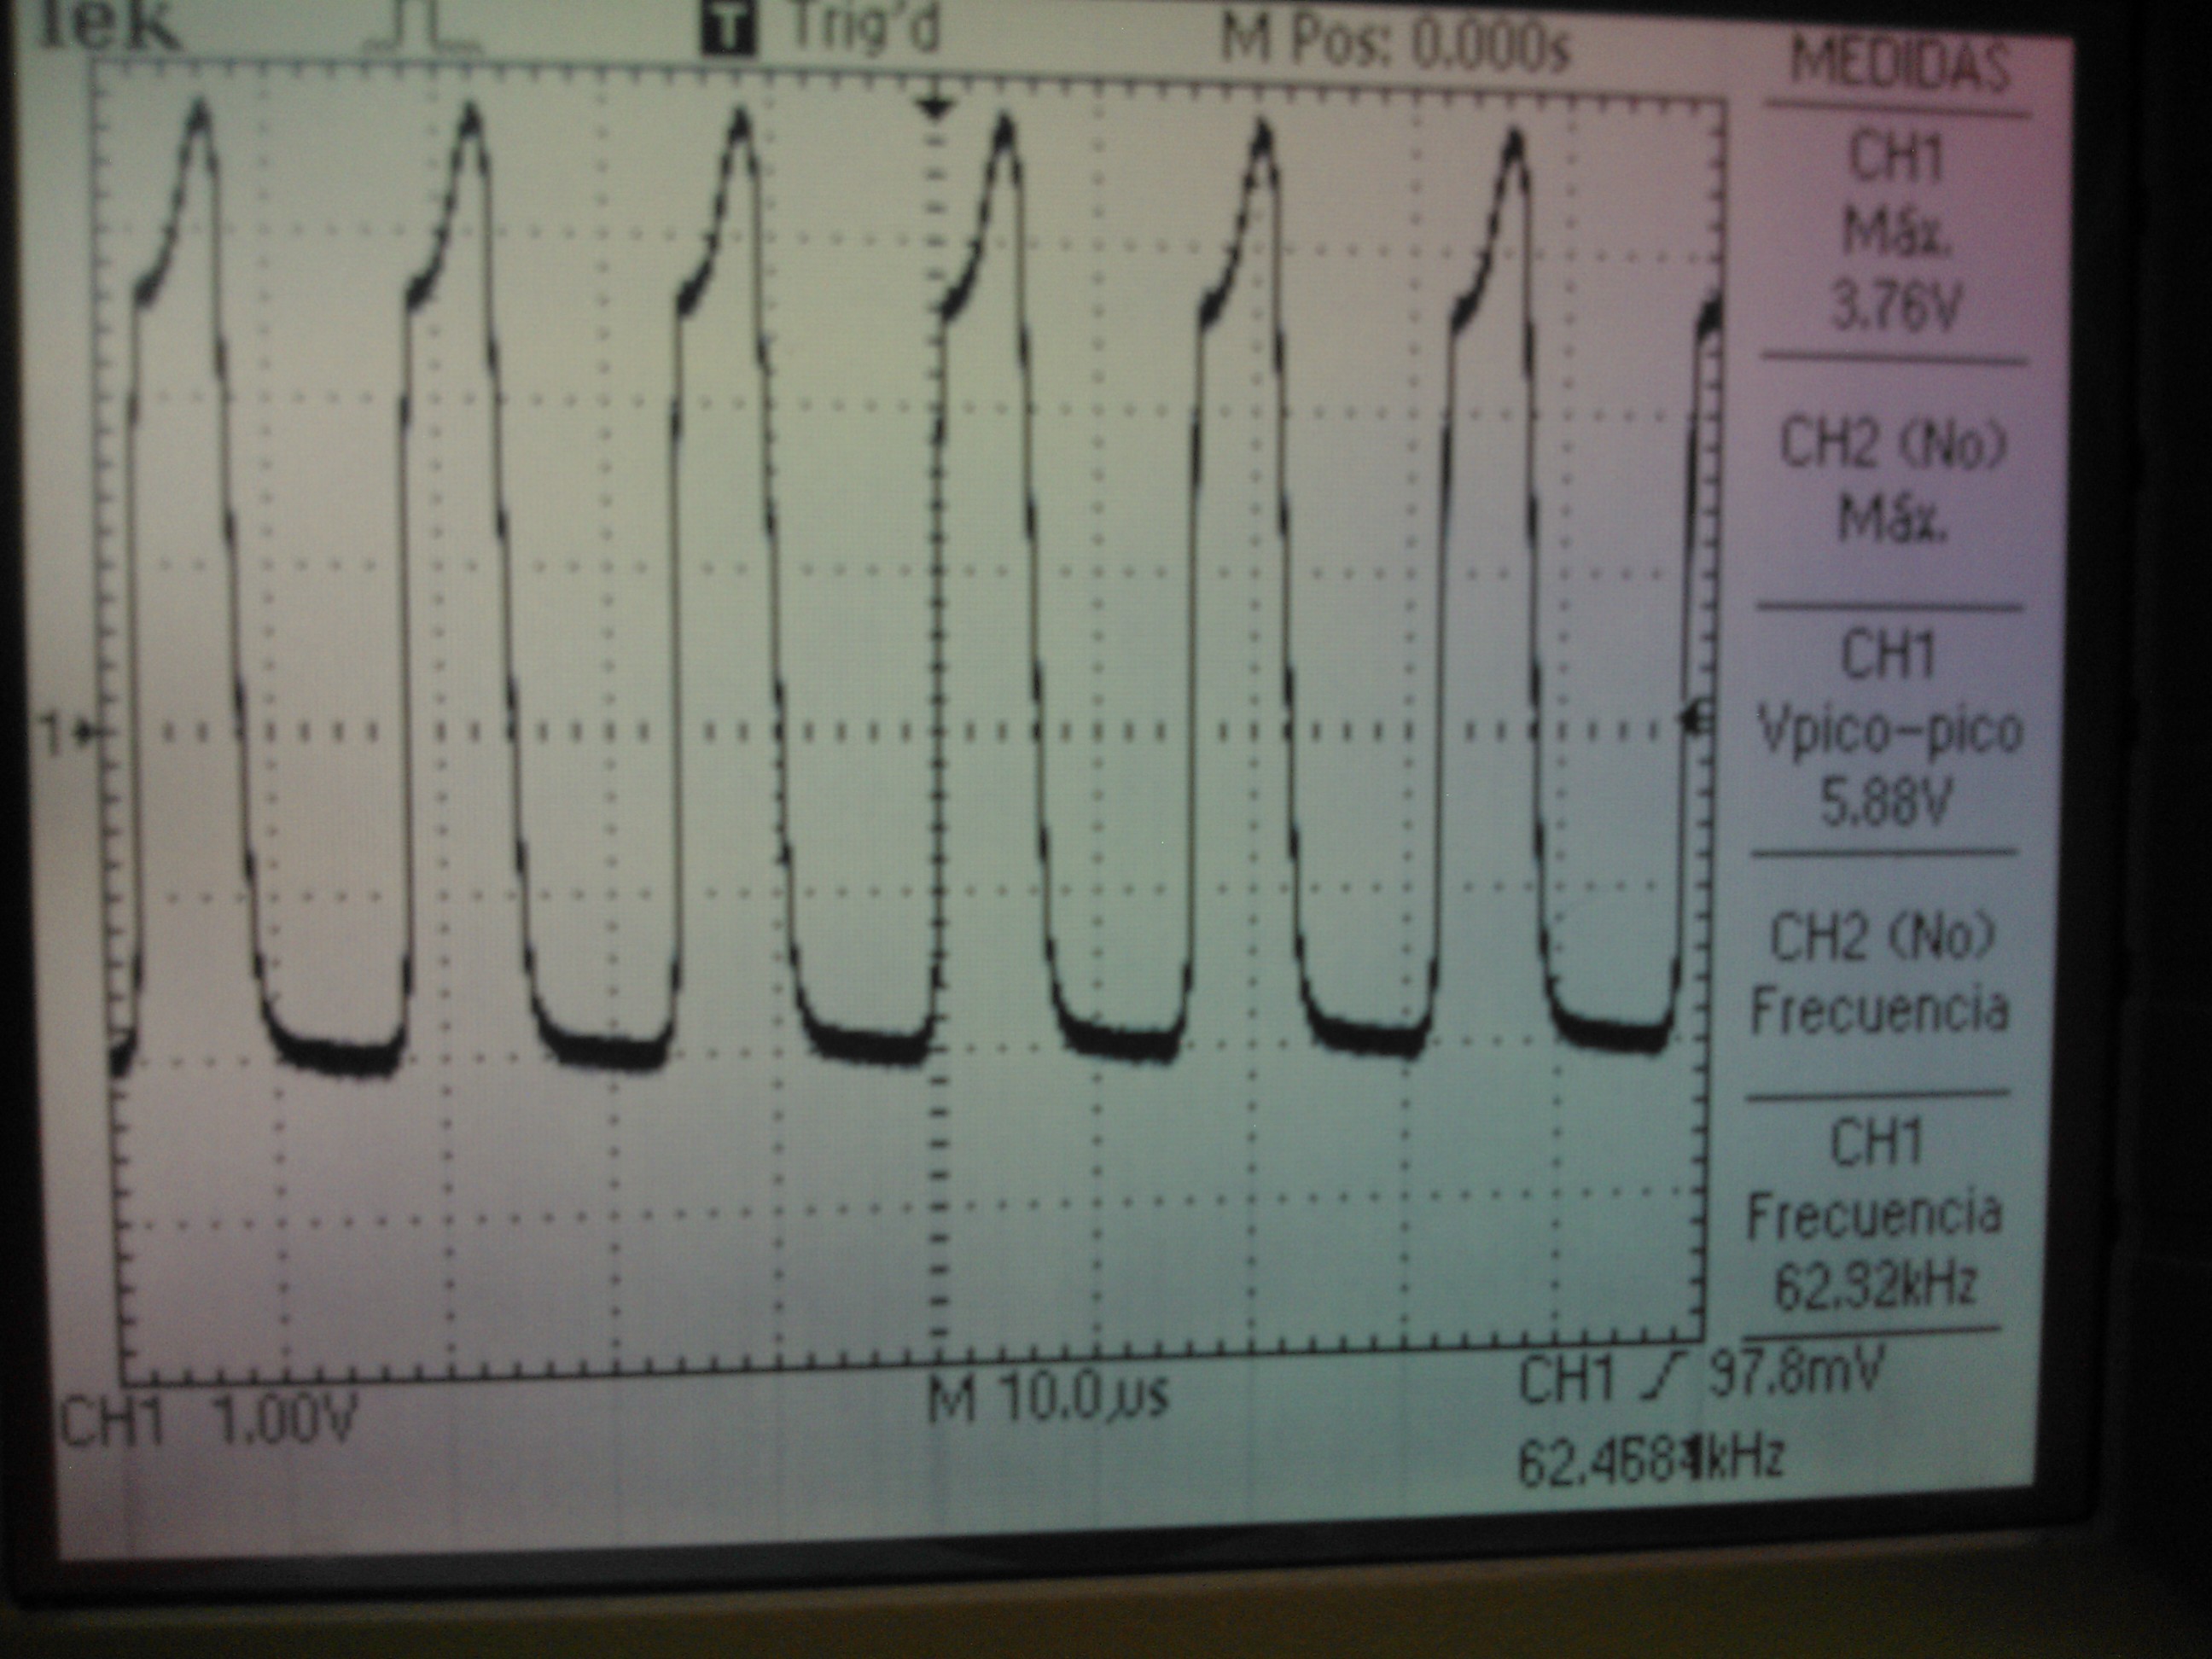 Tek T Trig'd M Pos: 0.000s
MEDIDAS
CH1
Máx.
3.76V
CH2 (No)
Máx.
1
CH1
Vpico-pico
5.88V
CH2 (No)
Frecuencia
CH1
Frecuencia
62.32kHz
CH1 1.00V M 10.0µs CH1 97.8mV